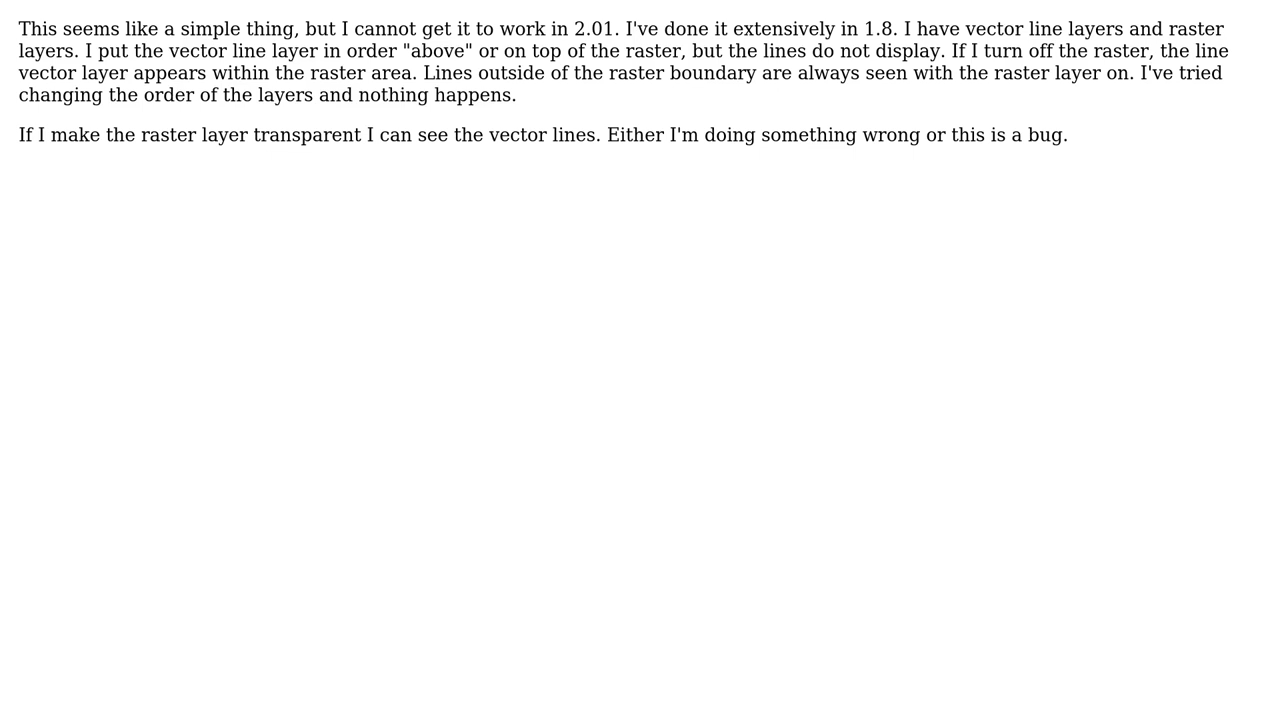 This seems like a simple thing, but I cannot get it to work in 2.01. I've done it extensively in 1.8. I have vector line layers and raster
layers. I put the vector line layer in order "above" or on top of the raster, but the lines do not display. If I turn off the raster, the line
vector layer appears within the raster area. Lines outside of the raster boundary are always seen with the raster layer on. I've tried
changing the order of the layers and nothing happens.
If I make the raster layer transparent I can see the vector lines. Either I'm doing something wrong or this is a bug.